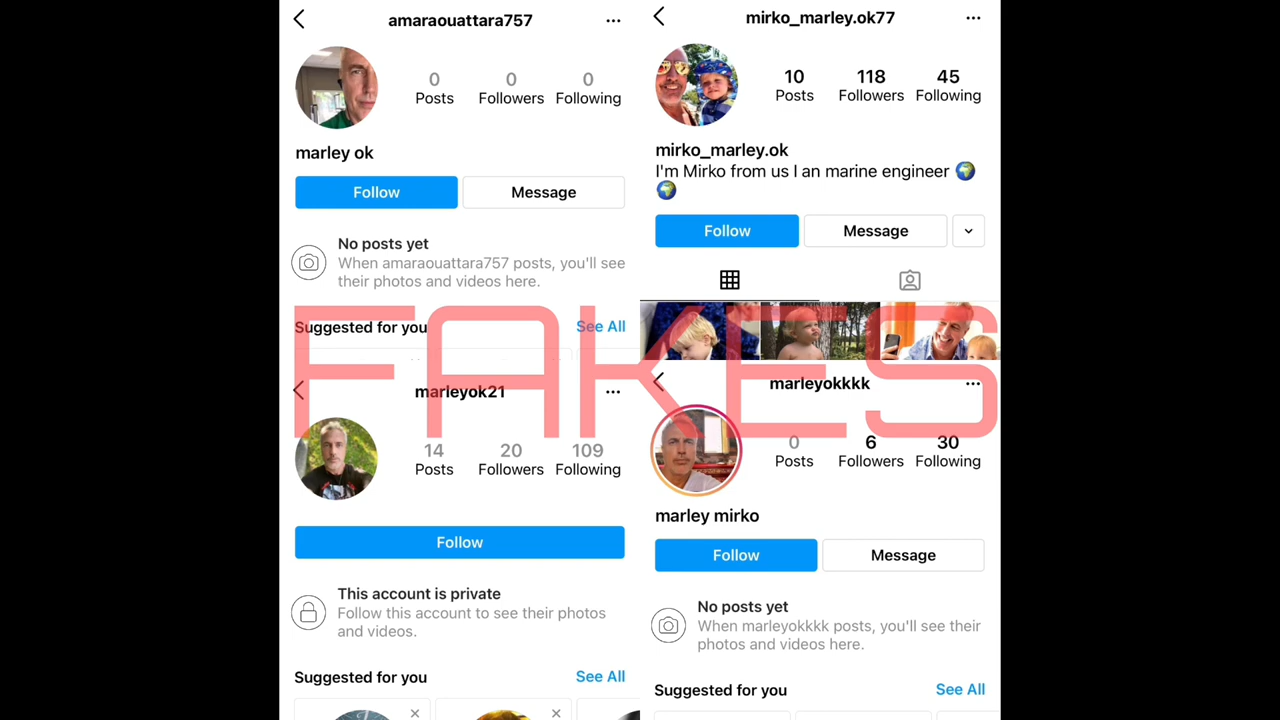 amaraouattara757
0 0 0
Posts Followers Following
marley ok
Follow Message
No posts yet
When amaraouattara757 posts, you'll see
their photos and videos here.
Suggested for you See All
mirko_marley.ok77
10 118 45
Posts Followers Following
mirko_marley.ok
I'm Mirko from us I an marine engineer 🌍
🌍
Follow Message
FAKES
marleyok21
14 20 109
Posts Followers Following
Follow
This account is private
Follow this account to see their photos
and videos.
Suggested for you See All
marleyokkkk
0 6 30
Posts Followers Following
marley mirko
Follow Message
No posts yet
When marleyokkkk posts, you'll see their
photos and videos here.
Suggested for you See All